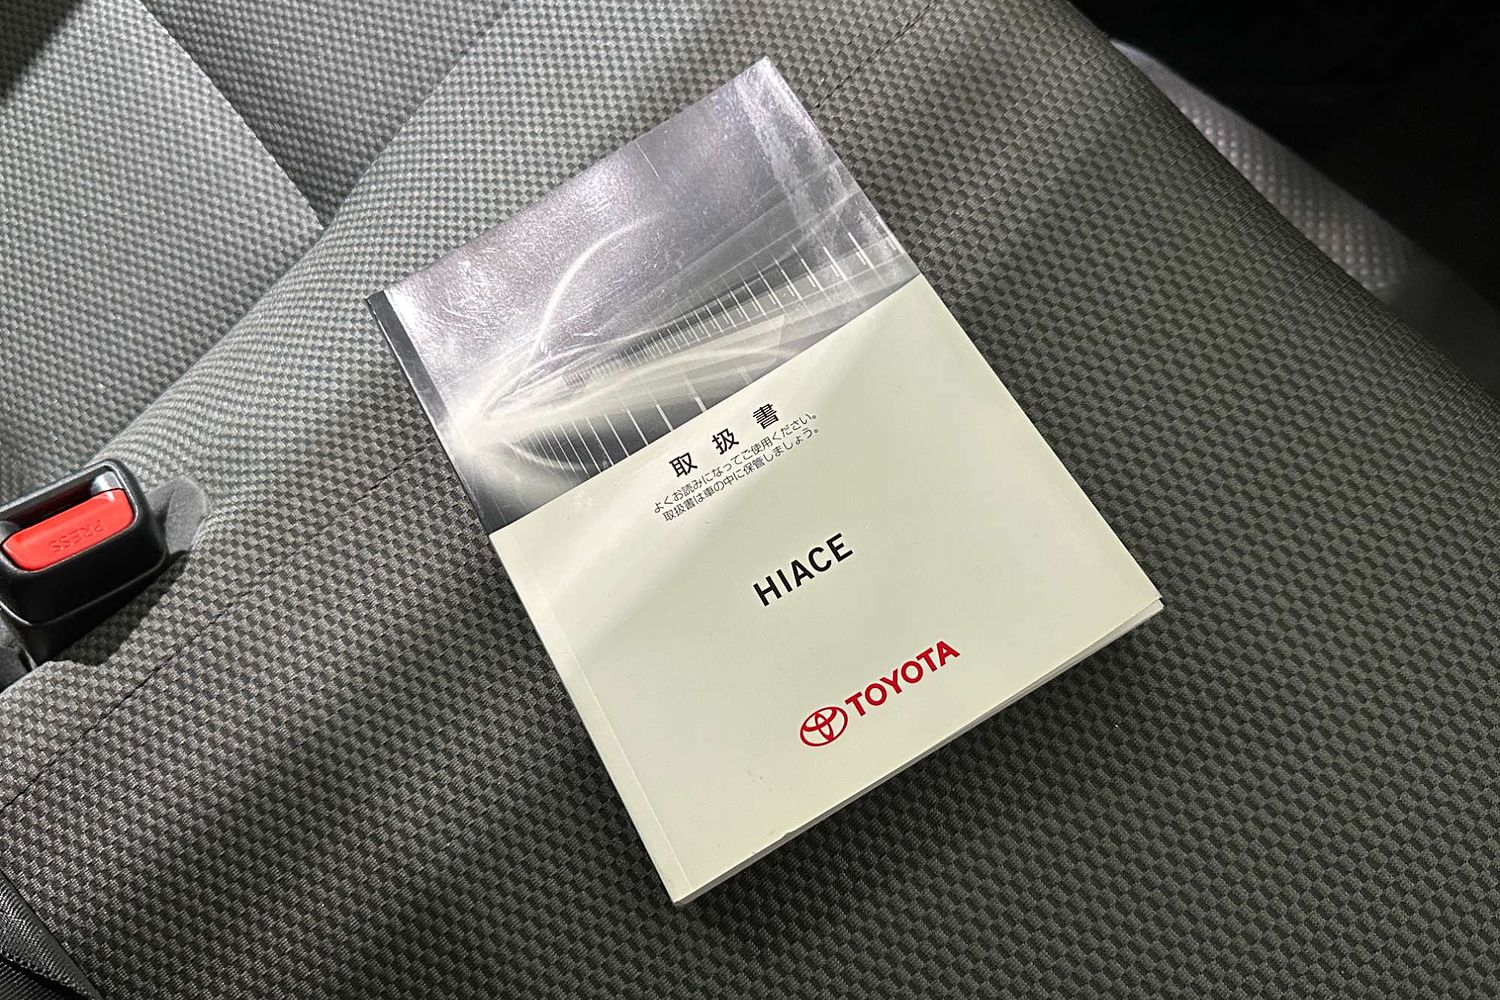 取扱書
よくお読みになってご使用ください。
取扱書は車の中に保管しましょう。
HIACE
TOYOTA
PRESS